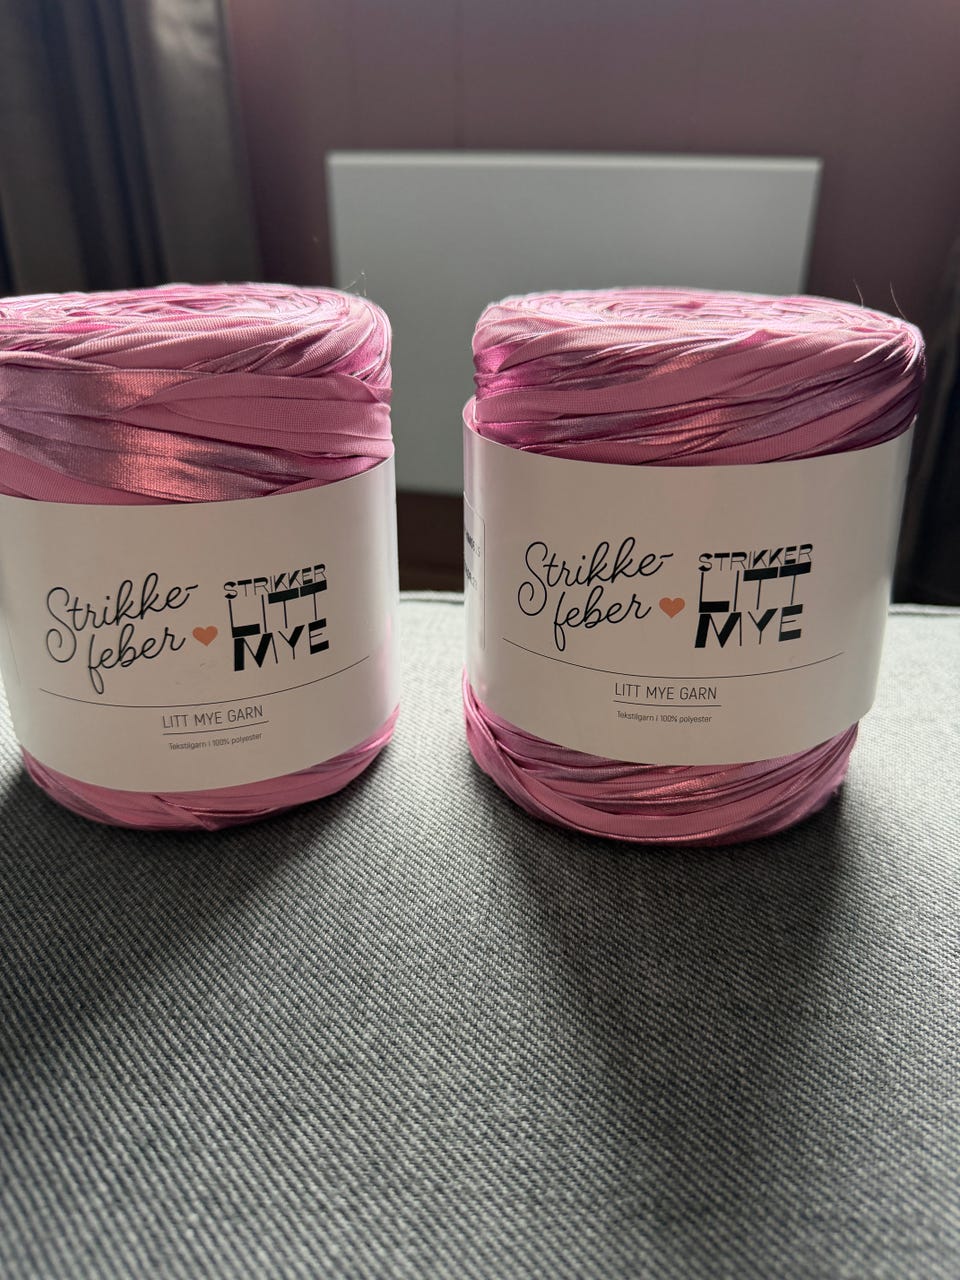 Strikke-
feber
STRIKKER
LITT
MYE
LITT MYE GARN
Tekstilgarn i 100% polyester
Strikke-
feber
STRIKKER
LITT
MYE
LITT MYE GARN
Tekstilgarn i 100% polyester